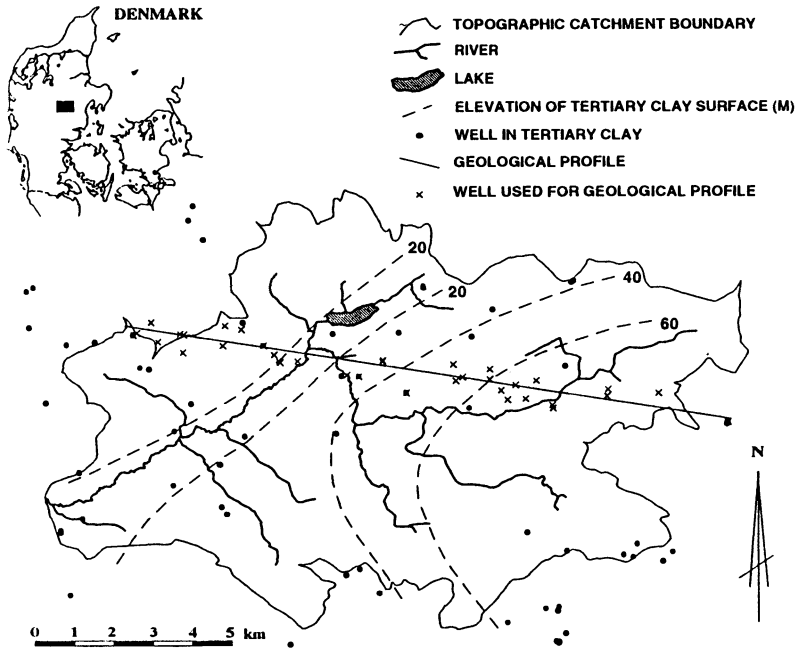 DENMARK
TOPOGRAPHIC CATCHMENT BOUNDARY
RIVER
LAKE
ELEVATION OF TERTIARY CLAY SURFACE (M)
WELL IN TERTIARY CLAY
GEOLOGICAL PROFILE
WELL USED FOR GEOLOGICAL PROFILE
20
20
40
60
N
0 1 2 3 4 5 km